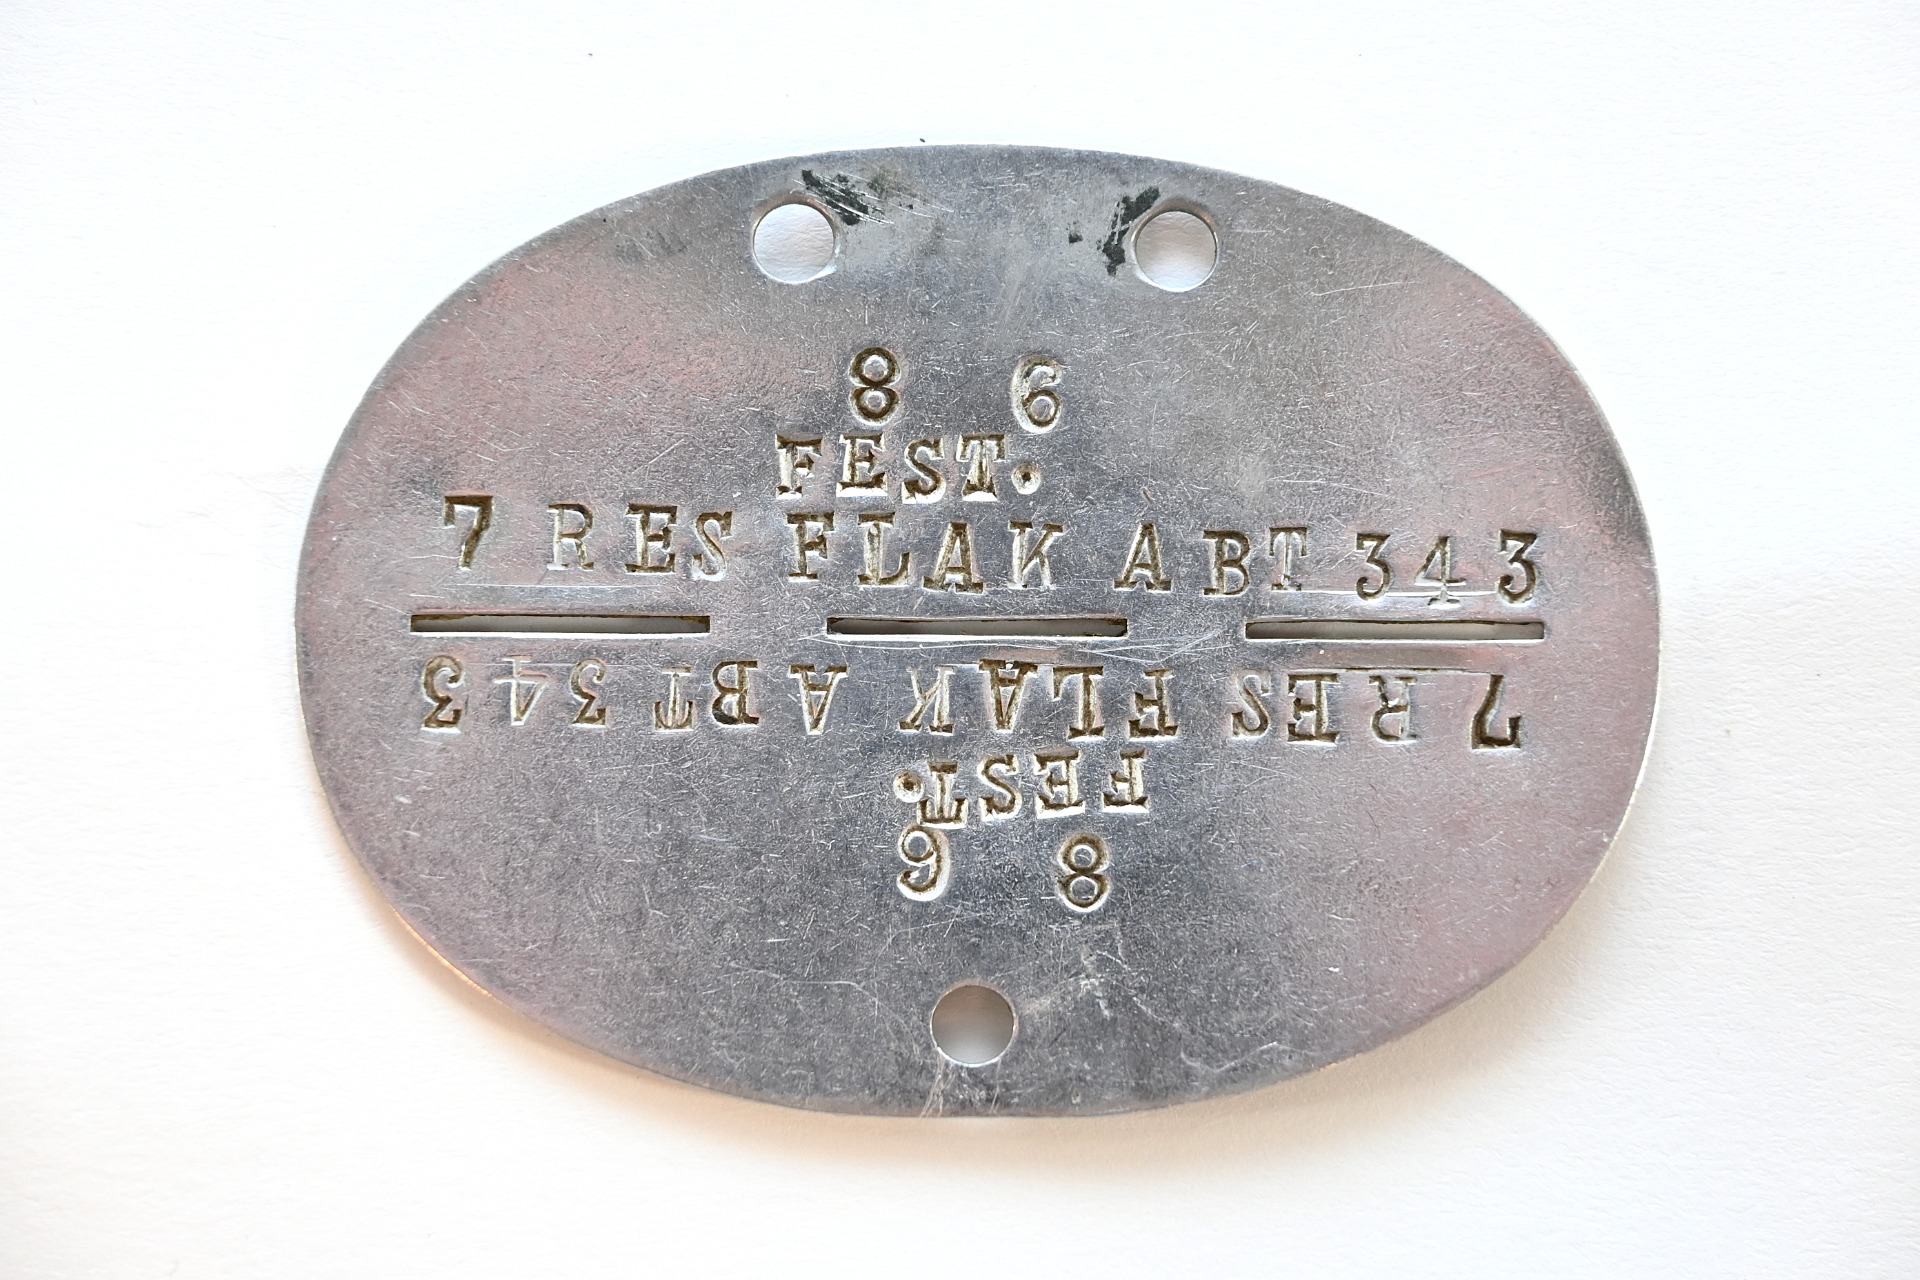 8 6
FEST.
7 RES FLAK ABT 343
7 RES FLAK ABT 343
FEST.
8 6